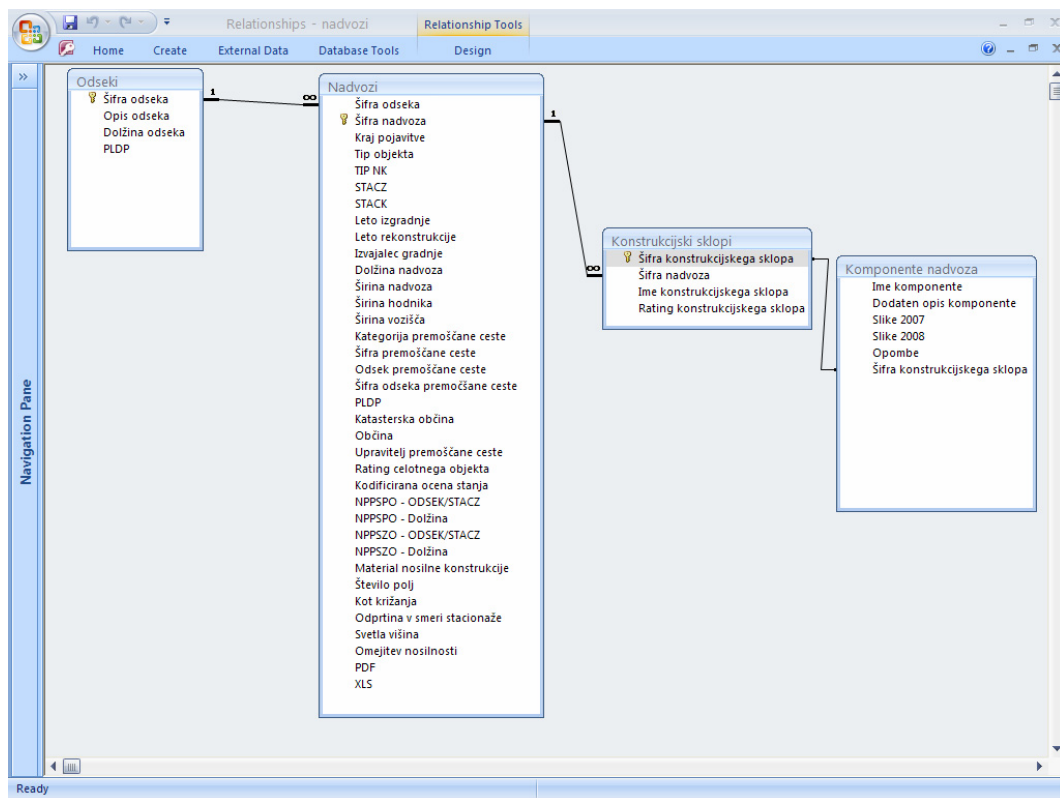 Relationships - nadvozi
Relationship Tools
Home
Create
External Data
Database Tools
Design
Navigation Pane
Odseki
Šifra odseka
Opis odseka
Dolžina odseka
PLDP
1
∞
Nadvozi
Šifra odseka
Šifra nadvoza
Kraj pojavitve
Tip objekta
TIP NK
STACZ
STACK
Leto izgradnje
Leto rekonstrukcije
Izvajalec gradnje
Dolžina nadvoza
Širina nadvoza
Širina hodnika
Širina vozišča
Kategorija premoščane ceste
Šifra premoščane ceste
Odsek premoščane ceste
Šifra odseka premočšane ceste
PLDP
Katasterska občina
Občina
Upravitelj premoščane ceste
Rating celotnega objekta
Kodificirana ocena stanja
NPPSPO - ODSEK/STACZ
NPPSPO - Dolžina
NPPSZO - ODSEK/STACZ
NPPSZO - Dolžina
Material nosilne konstrukcije
Število polj
Kot križanja
Odprtina v smeri stacionaže
Svetla višina
Omejitev nosilnosti
PDF
XLS
1
∞
Konstrukcijski sklopi
Šifra konstrukcijskega sklopa
Šifra nadvoza
Ime konstrukcijskega sklopa
Rating konstrukcijskega sklopa
Komponente nadvoza
Ime komponente
Dodaten opis komponente
Slike 2007
Slike 2008
Opombe
Šifra konstrukcijskega sklopa
Ready